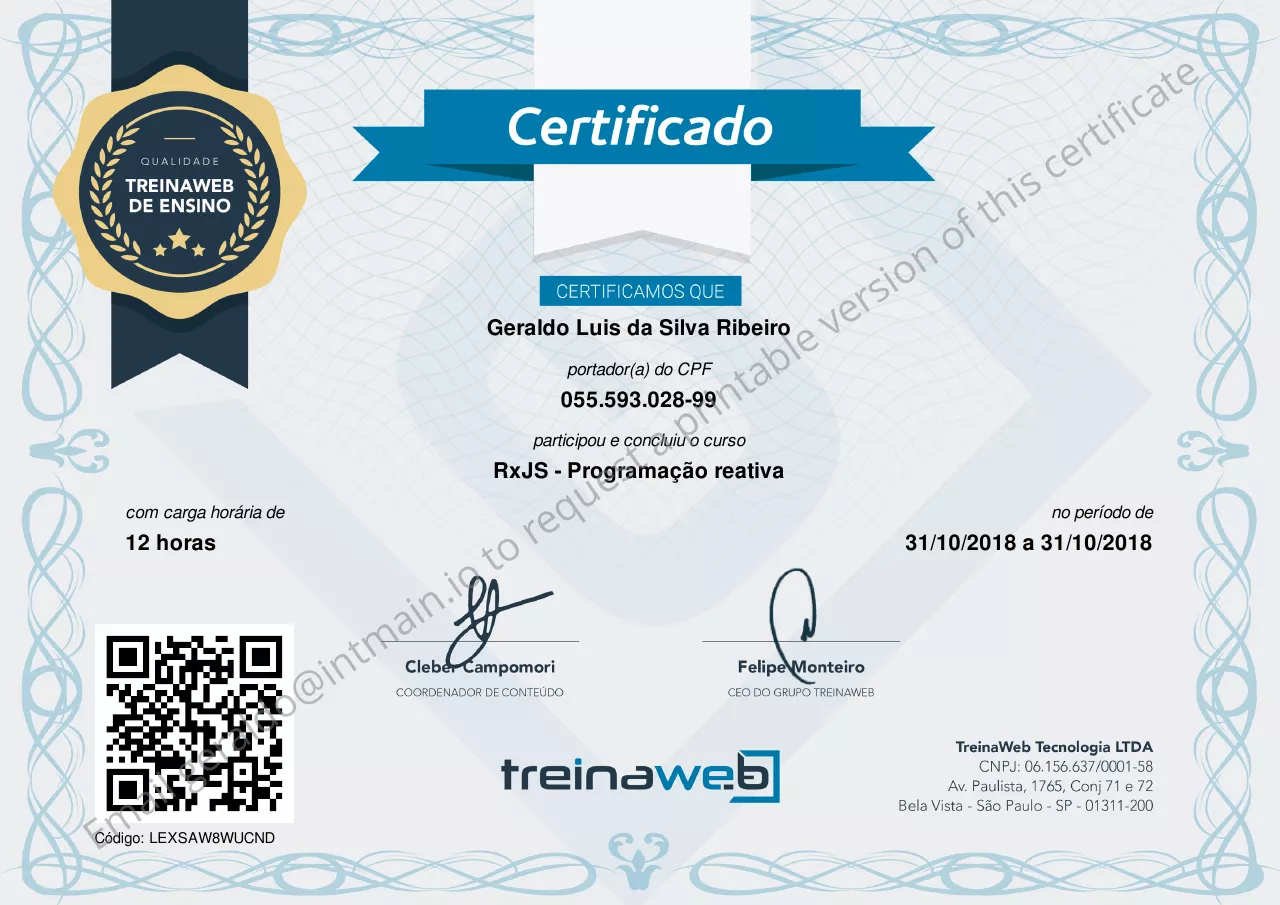 Certificado
QUALIDADE
TREINAWEB
DE ENSINO
CERTIFICAMOS QUE
Geraldo Luis da Silva Ribeiro
portador(a) do CPF
055.593.028-99
participou e concluiu o curso
RxJS - Programação reativa
com carga horária de
12 horas
no período de
31/10/2018 a 31/10/2018
Cleber Campomori
COORDENADOR DE CONTEÚDO
Felipe Monteiro
CEO DO GRUPO TREINAWEB
treinaweb
TreinaWeb Tecnologia LTDA
CNPJ: 06.156.637/0001-58
Av. Paulista, 1765, Conj 71 e 72
Bela Vista - São Paulo - SP - 01311-200
Código: LEXSAW8WUCND
Email geraldo@intmain.io to request a printable version of this certificate